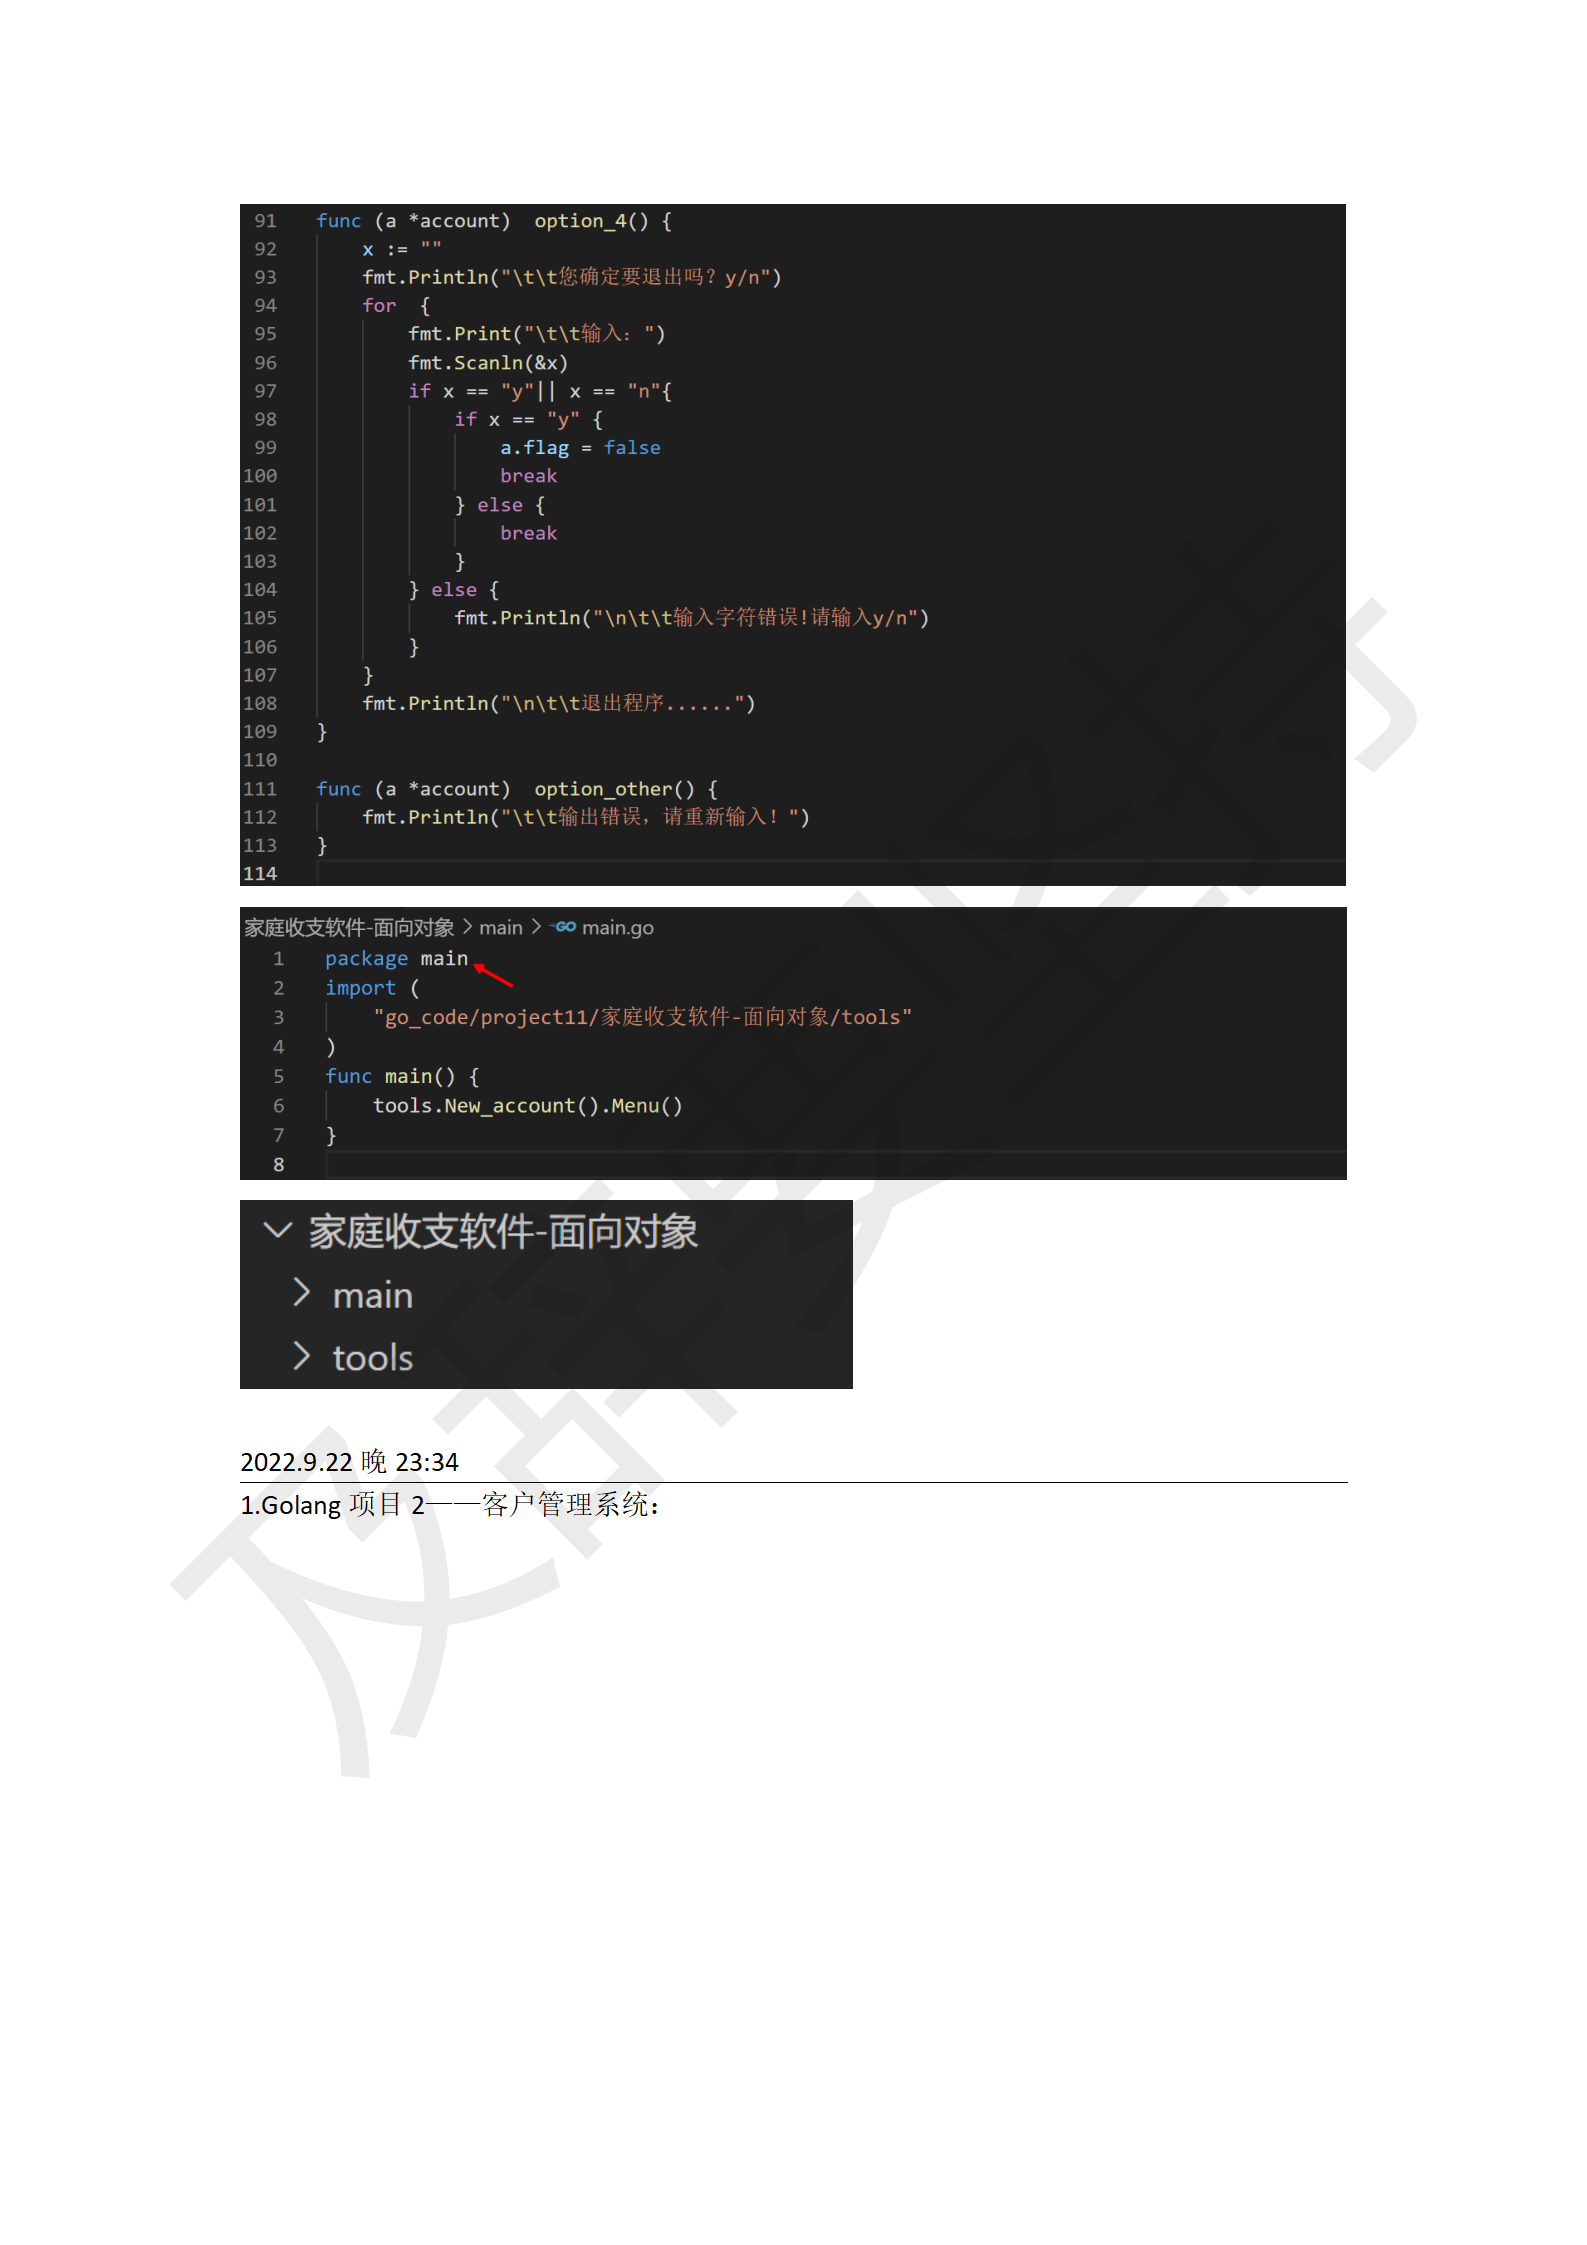 91 func (a *account)  option_4() {
92 x := ""
93 fmt.Println("\t\t您确定要退出吗？y/n")
94 for  {
95 fmt.Print("\t\t输入：")
96 fmt.Scanln(&x)
97 if x == "y"|| x == "n"{
98 if x == "y" {
99 a.flag = false
100 break
101 } else {
102 break
103 }
104 } else {
105 fmt.Println("\n\t\t输入字符错误!请输入y/n")
106 }
107 }
108 fmt.Println("\n\t\t退出程序......")
109 }
110
111 func (a *account)  option_other() {
112 fmt.Println("\t\t输出错误，请重新输入！")
113 }
114
家庭收支软件-面向对象 > main > GO main.go
1 package main
2 import (
3 "go_code/project11/家庭收支软件-面向对象/tools"
4 )
5 func main() {
6 tools.New_account().Menu()
7 }
8
家庭收支软件-面向对象
main
tools
2022.9.22 晚 23:34
1.Golang 项目 2——客户管理系统：
及辞要坚持